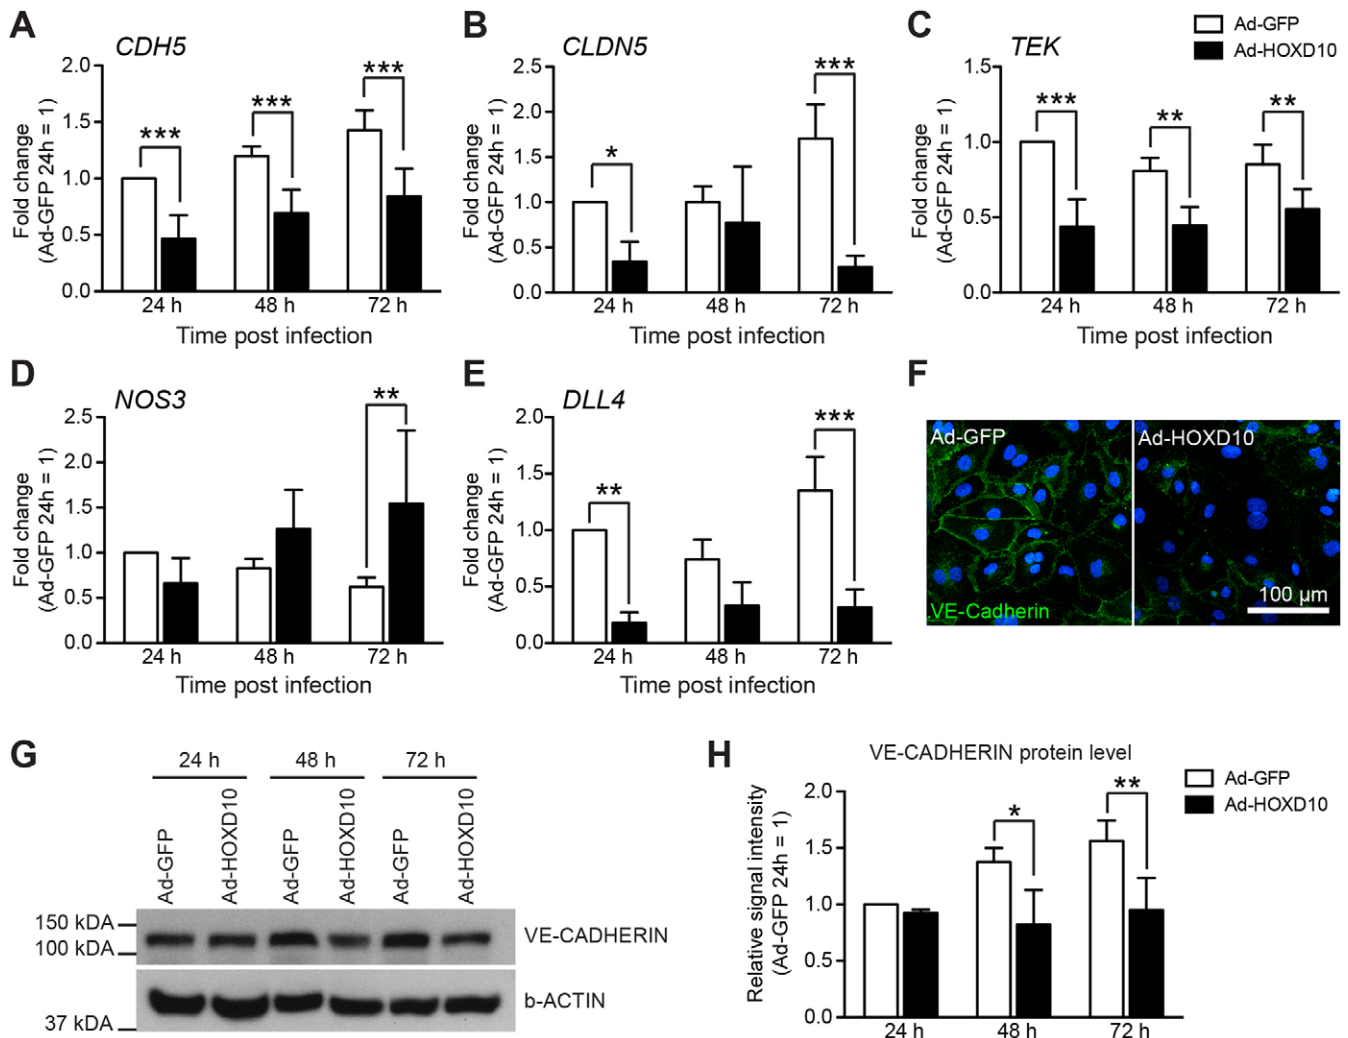 A
CDH5
Fold change
(Ad-GFP 24h = 1)
2.0
1.5
1.0
0.5
0.0
***
***
***
24 h
48 h
72 h
Time post infection
B
CLDN5
Fold change
(Ad-GFP 24h = 1)
2.5
2.0
1.5
1.0
0.5
0.0
*
***
24 h
48 h
72 h
Time post infection
C
TEK
Ad-GFP
Ad-HOXD10
Fold change
(Ad-GFP 24h = 1)
1.5
1.0
0.5
0.0
***
**
**
24 h
48 h
72 h
Time post infection
D
NOS3
Fold change
(Ad-GFP 24h = 1)
2.5
2.0
1.5
1.0
0.5
0.0
**
24 h
48 h
72 h
Time post infection
E
DLL4
Fold change
(Ad-GFP 24h = 1)
2.0
1.5
1.0
0.5
0.0
**
***
24 h
48 h
72 h
Time post infection
F
Ad-GFP
Ad-HOXD10
VE-Cadherin
100 µm
G
24 h
48 h
72 h
Ad-GFP
Ad-HOXD10
Ad-GFP
Ad-HOXD10
Ad-GFP
Ad-HOXD10
150 kDA
100 kDA
VE-CADHERIN
b-ACTIN
37 kDA
H
VE-CADHERIN protein level
Ad-GFP
Ad-HOXD10
Relative signal intensity
(Ad-GFP 24h = 1)
2.0
1.5
1.0
0.5
0.0
*
**
24 h
48 h
72 h